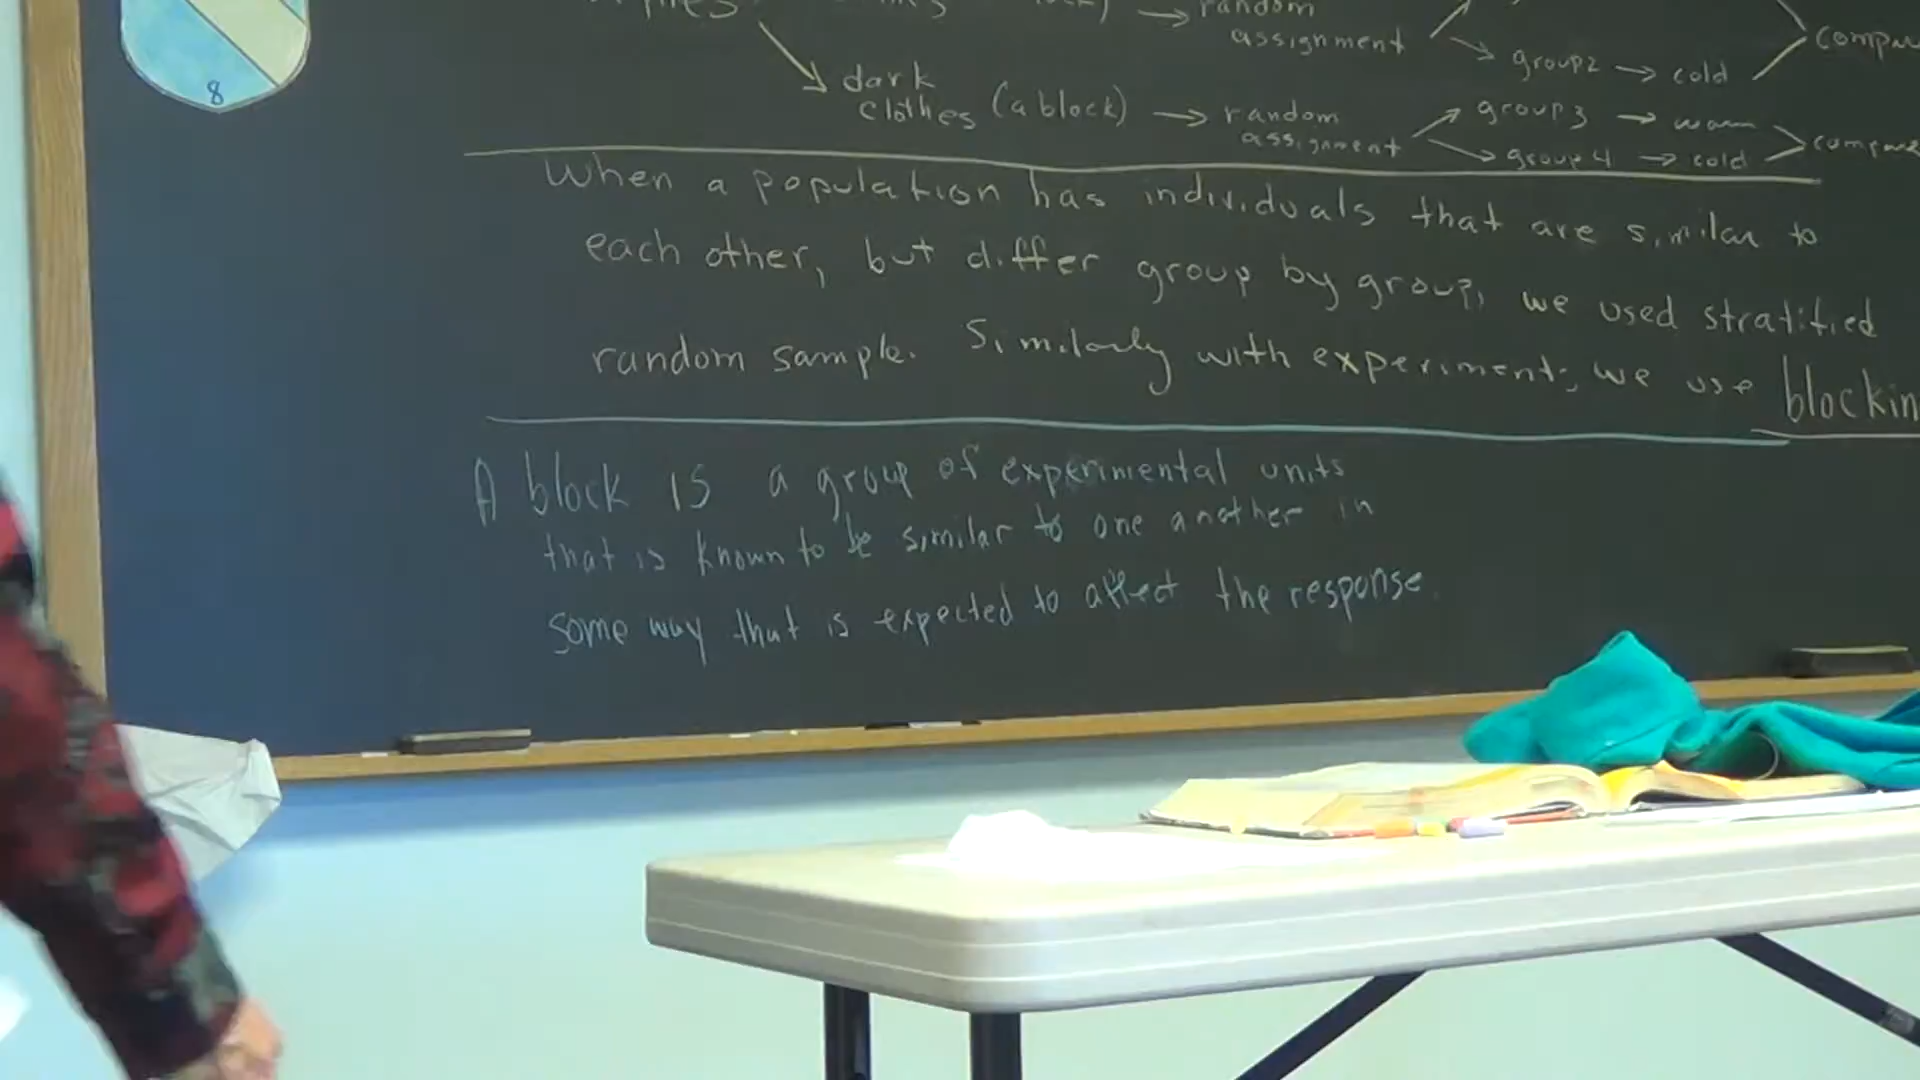 random
assignment
group2 → cold
8
dark
clothes (a block) → random
assignment
group3 → warm
group4 → cold
compare
When a population has individuals that are similar to
each other, but differ group by group, we used stratified
random sample. Similarly with experiments we use blockin
A block is a group of experimental units
that is known to be similar to one another in
some way that is expected to affect the response.